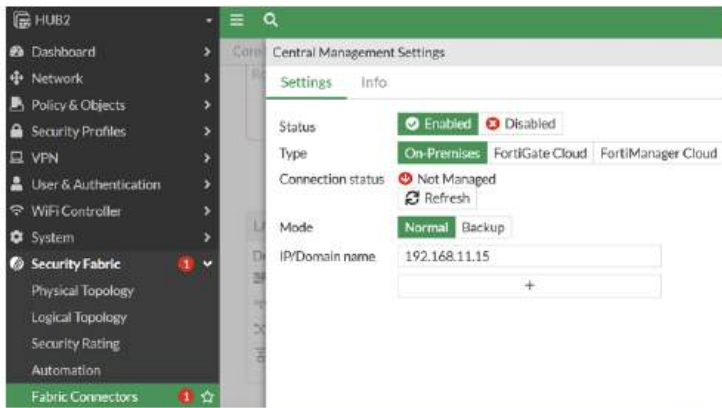 HUB2
Dashboard
Network
Policy & Objects
Security Profiles
VPN
User & Authentication
WiFi Controller
System
Security Fabric 1
Physical Topology
Logical Topology
Security Rating
Automation
Fabric Connectors 1
Central Management Settings
Settings Info
Status Enabled Disabled
Type On-Premises FortiGate Cloud FortiManager Cloud
Connection status Not Managed
Refresh
Mode Normal Backup
IP/Domain name 192.168.11.15
+